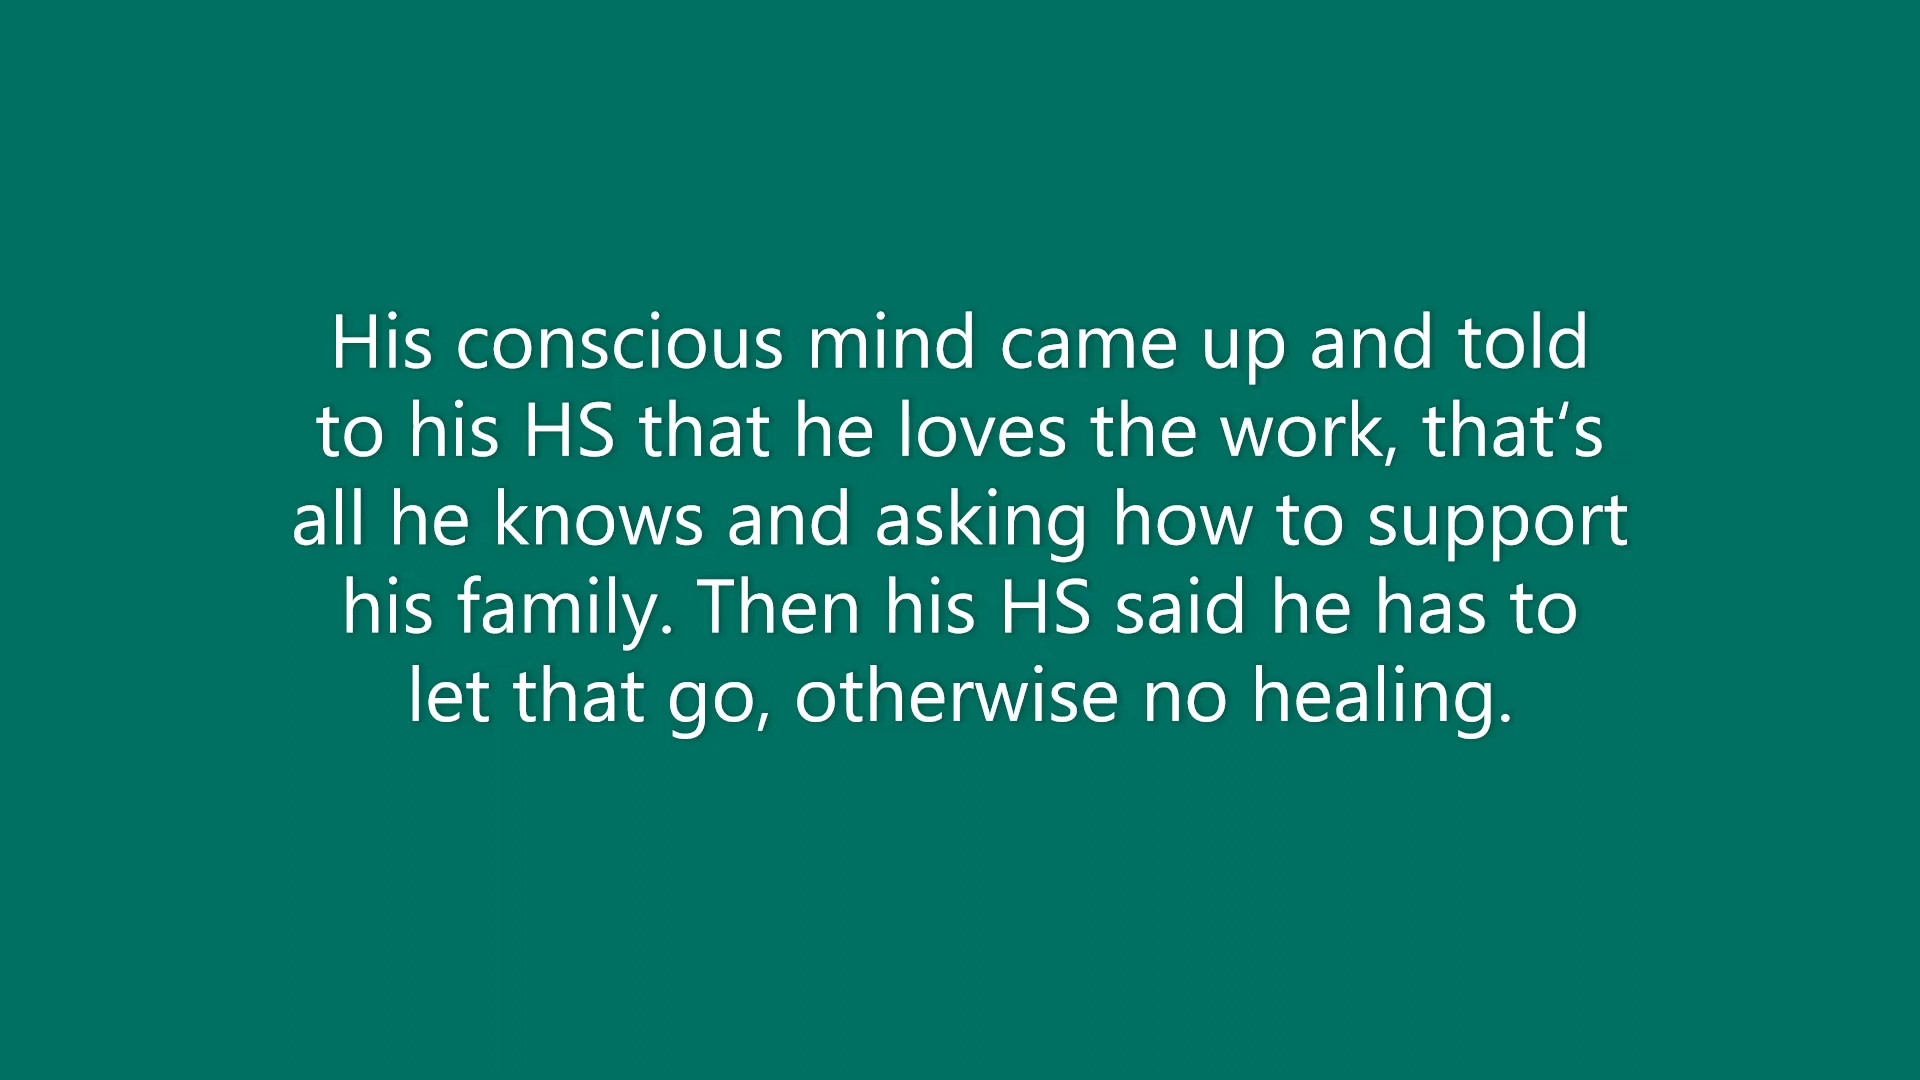 His conscious mind came up and told
to his HS that he loves the work, that‘s
all he knows and asking how to support
his family. Then his HS said he has to
let that go, otherwise no healing.